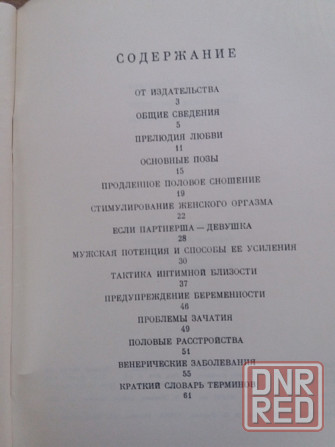 СОДЕРЖАНИЕ
ОТ ИЗДАТЕЛЬСТВА
3
ОБЩИЕ СВЕДЕНИЯ
5
ПРЕЛЮДИЯ ЛЮБВИ
11
ОСНОВНЫЕ ПОЗЫ
15
ПРОДЛЕННОЕ ПОЛОВОЕ СНОШЕНИЕ
19
СТИМУЛИРОВАНИЕ ЖЕНСКОГО ОРГАЗМА
22
ЕСЛИ ПАРТНЕРША — ДЕВУШКА
28
МУЖСКАЯ ПОТЕНЦИЯ И СПОСОБЫ ЕЕ УСИЛЕНИЯ
30
ТАКТИКА ИНТИМНОЙ БЛИЗОСТИ
37
ПРЕДУПРЕЖДЕНИЕ БЕРЕМЕННОСТИ
46
ПРОБЛЕМЫ ЗАЧАТИЯ
49
ПОЛОВЫЕ РАССТРОЙСТВА
51
ВЕНЕРИЧЕСКИЕ ЗАБОЛЕВАНИЯ
55
КРАТКИЙ СЛОВАРЬ ТЕРМИНОВ
61
DNR
RED